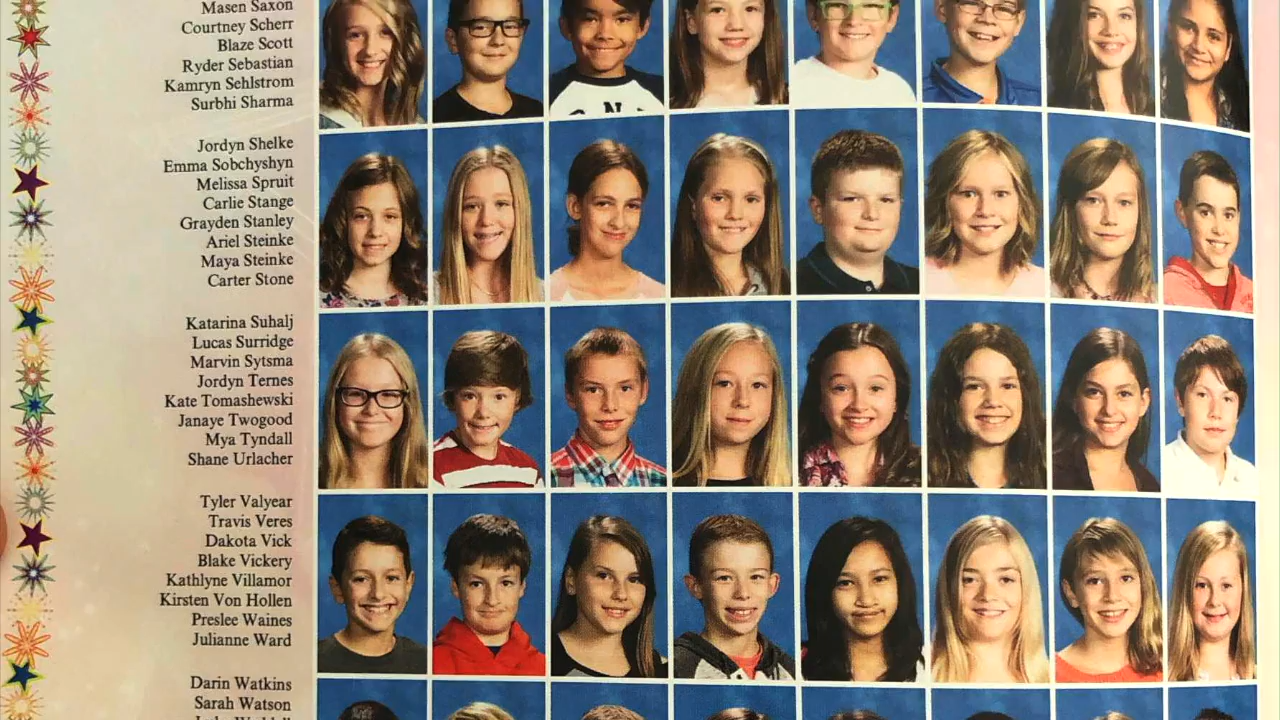 Masen Saxon
Courtney Scherr
Blaze Scott
Ryder Sebastian
Kamryn Sehlstrom
Surbhi Sharma
Jordyn Shelke
Emma Sobchyshyn
Melissa Spruit
Carlie Stange
Grayden Stanley
Ariel Steinke
Maya Steinke
Carter Stone
Katarina Suhalj
Lucas Surridge
Marvin Sytsma
Jordyn Ternes
Kate Tomashewski
Janaye Twogood
Mya Tyndall
Shane Urlacher
Tyler Valyear
Travis Veres
Dakota Vick
Blake Vickery
Kathlyne Villamor
Kirsten Von Hollen
Preslee Waines
Julianne Ward
Darin Watkins
Sarah Watson